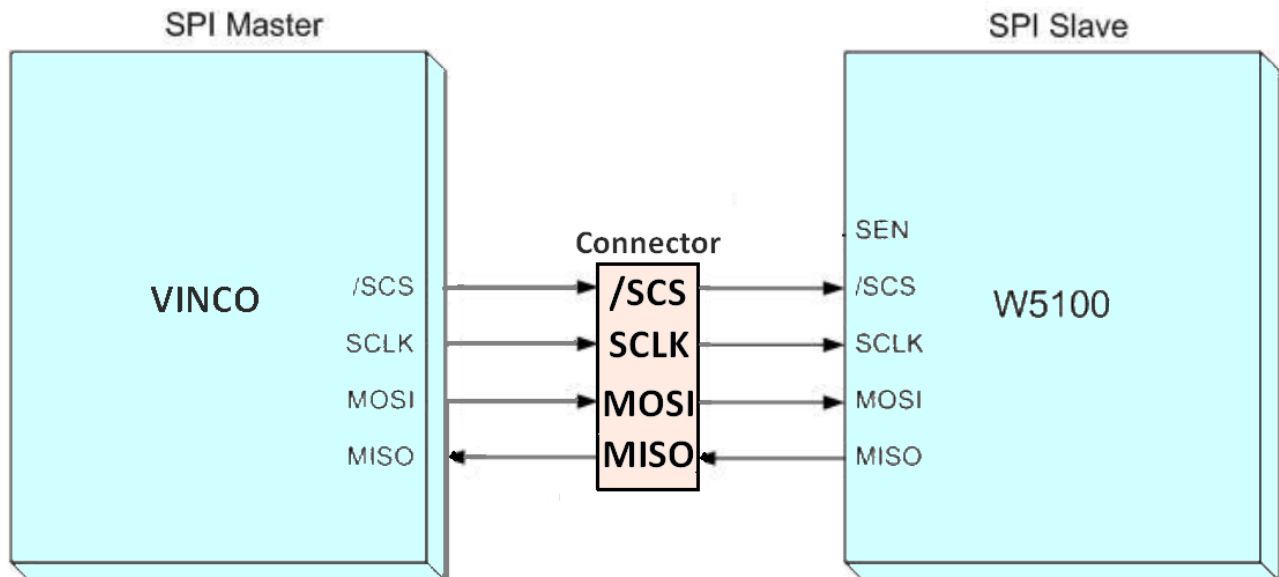 SPI Master
SPI Slave
SEN
Connector
VINCO
/SCS
/SCS
/SCS
W5100
SCLK
SCLK
SCLK
MOSI
MOSI
MOSI
MISO
MISO
MISO